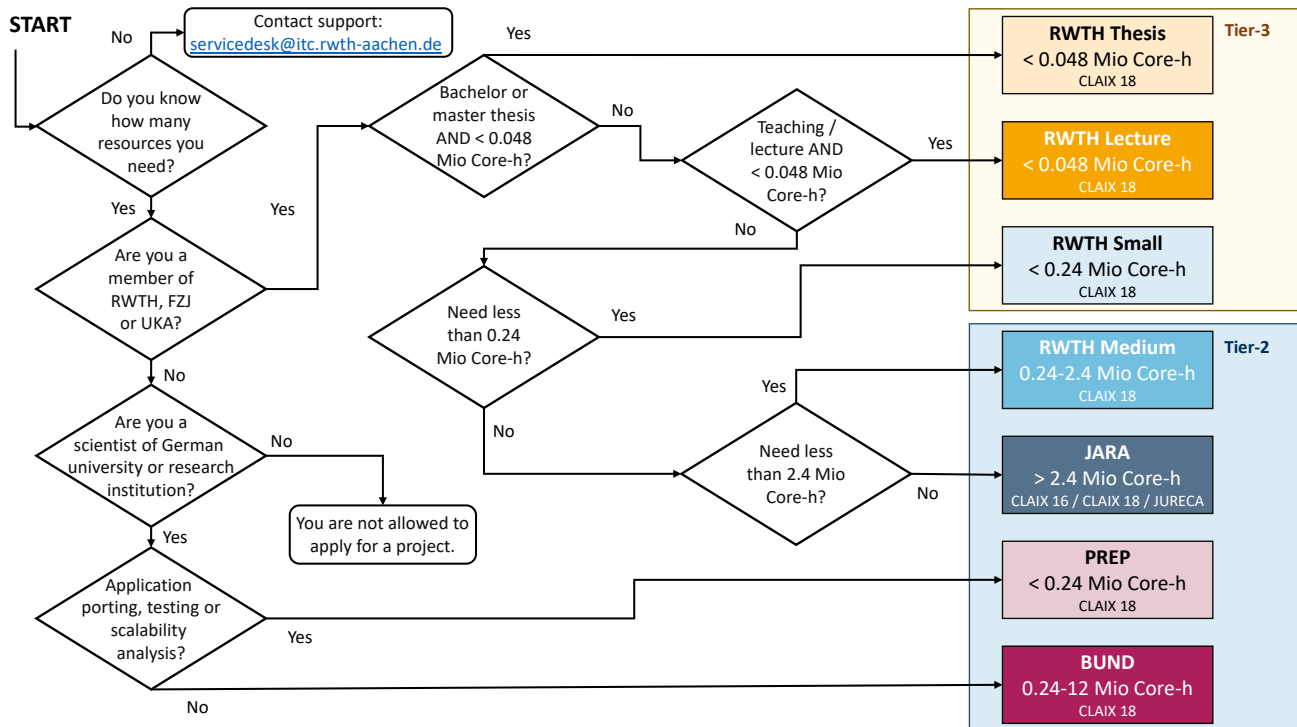 START
No
Contact support:
servicedesk@itc.rwth-aachen.de
Do you know
how many
resources you
need?
Yes
Are you a
member of
RWTH, FZJ
or UKA?
Yes
No
Are you a
scientist of German
university or research
institution?
No
You are not allowed to
apply for a project.
Yes
Application
porting, testing or
scalability
analysis?
Yes
No
Bachelor or
master thesis
AND < 0.048
Mio Core-h?
Yes
No
Teaching /
lecture AND
< 0.048 Mio
Core-h?
Yes
No
Need less
than 0.24
Mio Core-h?
Yes
No
Need less
than 2.4 Mio
Core-h?
Yes
No
Tier-3
RWTH Thesis
< 0.048 Mio Core-h
CLAIX 18
RWTH Lecture
< 0.048 Mio Core-h
CLAIX 18
RWTH Small
< 0.24 Mio Core-h
CLAIX 18
Tier-2
RWTH Medium
0.24-2.4 Mio Core-h
CLAIX 18
JARA
> 2.4 Mio Core-h
CLAIX 16 / CLAIX 18 / JURECA
PREP
< 0.24 Mio Core-h
CLAIX 18
BUND
0.24-12 Mio Core-h
CLAIX 18